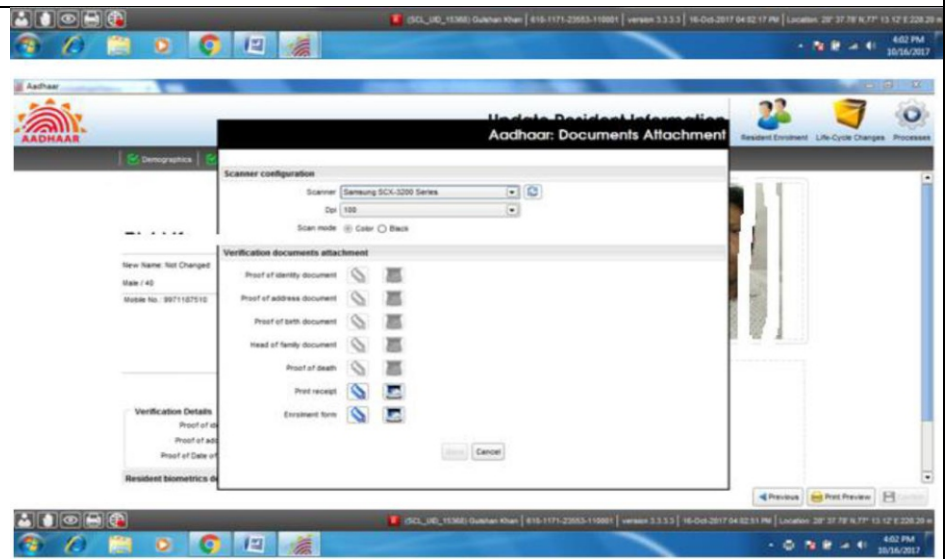 (SCL_UID_15368) Gulshan Khan | 616-1171-23553-110001 | version 3.3.3.3 | 16-Oct-2017 04:02:17 PM | Location: 28° 37.78' N,77° 13.12' E:228.20 m
4:02 PM
10/16/2017
Aadhaar
AADHAAR
Update Resident Information
Aadhaar: Documents Attachment
Resident Enrolment Life-Cycle Changes Processes
Demographics
Scanner configuration
Scanner Samsung SCX-3200 Series
Dpi 100
Scan mode Color Black
Verification documents attachment
New Name: Not Changed
Male / 40
Mobile No.: 9971187510
Proof of identity document
Proof of address document
Proof of birth document
Head of family document
Proof of death
Print receipt
Enrolment form
Verification Details
Proof of id
Proof of add
Proof of Date of
Resident biometrics de
Cancel
Previous Print Preview
(SCL_UID_15368) Gulshan Khan | 616-1171-23553-110001 | version 3.3.3.3 | 16-Oct-2017 04:02:51 PM | Location: 28° 37.78' N,77° 13.12' E:228.20 m
4:02 PM
10/16/2017